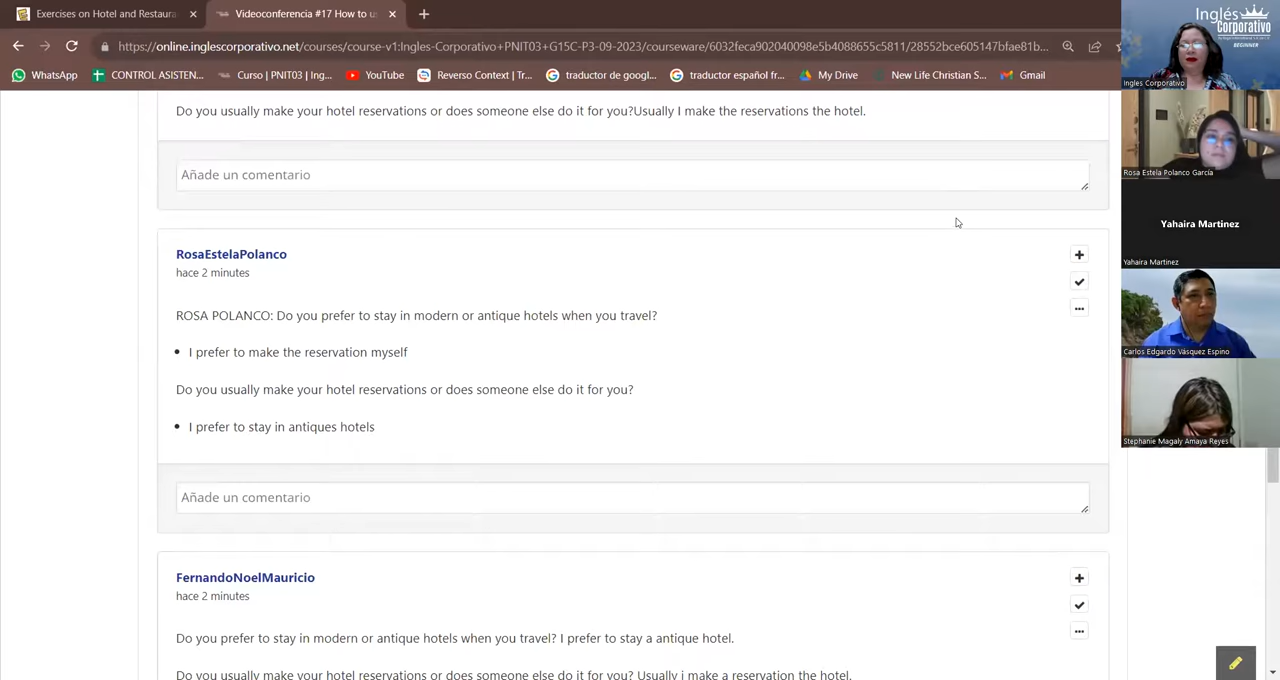 Exercises on Hotel and Restaura
Videoconferencia #17 How to u
https://online.inglescorporativo.net/courses/course-v1:Ingles-Corporativo+PNIT03+G15C-P3-09-2023/courseware/6032feca902040098e5b4088655c5811/28552bce605147bfae81b...
WhatsApp
CONTROL ASISTEN...
Curso | PNIT03 | Ing...
YouTube
Reverso Context | Tr...
traductor de googl...
traductor español fr...
My Drive
New Life Christian S...
Gmail
Do you usually make your hotel reservations or does someone else do it for you?Usually I make the reservations the hotel.
Añade un comentario
RosaEstelaPolanco
hace 2 minutes
ROSA POLANCO: Do you prefer to stay in modern or antique hotels when you travel?
• I prefer to make the reservation myself
Do you usually make your hotel reservations or does someone else do it for you?
• I prefer to stay in antiques hotels
Añade un comentario
FernandoNoelMauricio
hace 2 minutes
Do you prefer to stay in modern or antique hotels when you travel? I prefer to stay a antique hotel.
Do you usually make your hotel reservations or does someone else do it for you? Usually i make a reservation the hotel.
Inglés
Corporativo
BEGINNER
Ingles Corporativo
Rosa Estela Polanco García
Yahaira Martinez
Yahaira Martinez
Carlos Edgardo Vásquez Espino
Stephanie Magaly Amaya Reyes